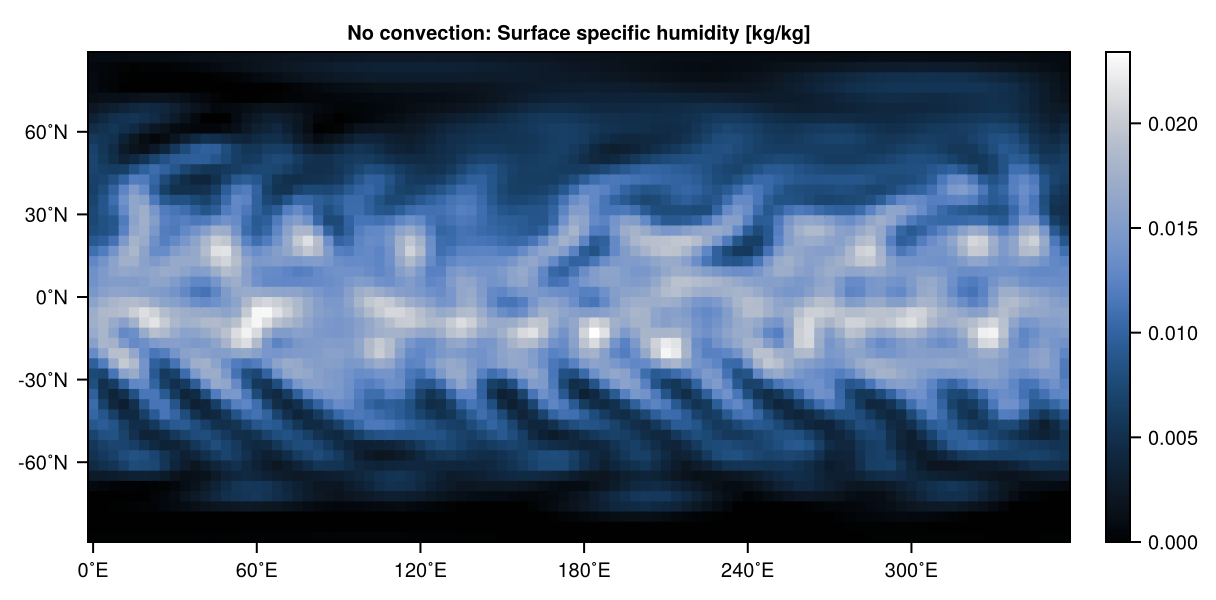 No convection: Surface specific humidity [kg/kg]
60˚N
30˚N
0˚N
-30˚N
-60˚N
0˚E
60˚E
120˚E
180˚E
240˚E
300˚E
0.020
0.015
0.010
0.005
0.000